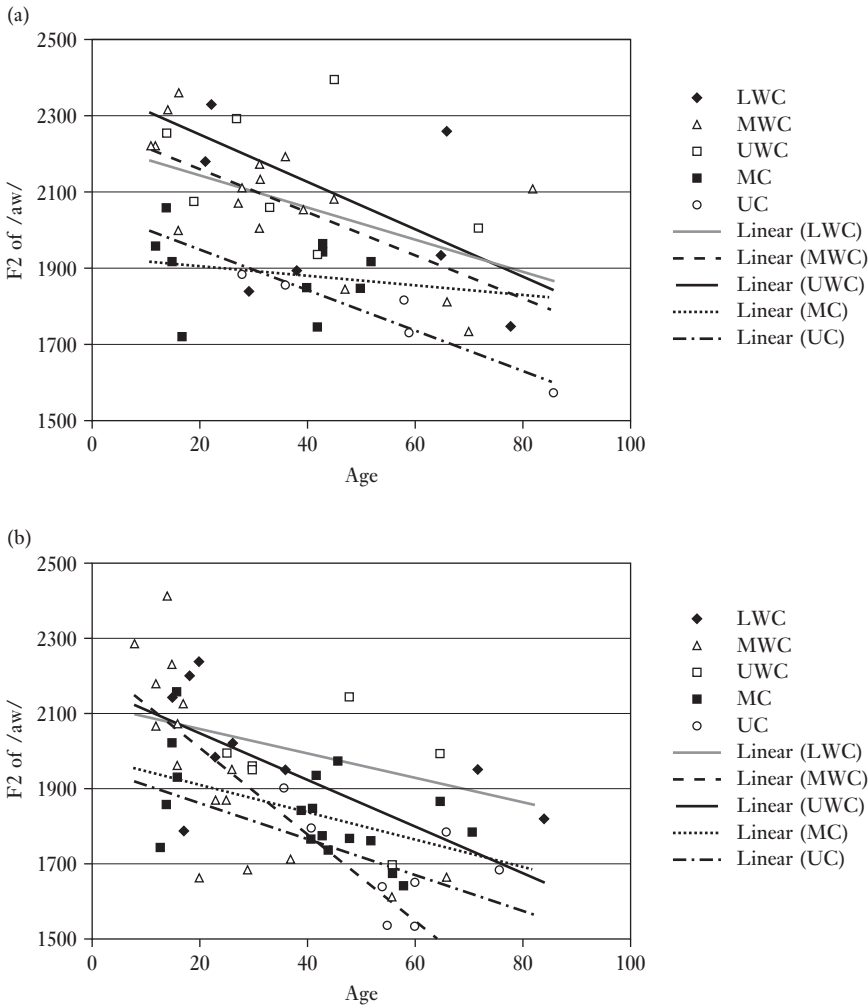 (a)
2500
2300
2100
1900
1700
1500
F2 of /aw/
0 20 40 60 80 100
Age
LWC
MWC
UWC
MC
UC
Linear (LWC)
Linear (MWC)
Linear (UWC)
Linear (MC)
Linear (UC)
(b)
2500
2300
2100
1900
1700
1500
F2 of /aw/
0 20 40 60 80 100
Age
LWC
MWC
UWC
MC
UC
Linear (LWC)
Linear (MWC)
Linear (UWC)
Linear (MC)
Linear (UC)